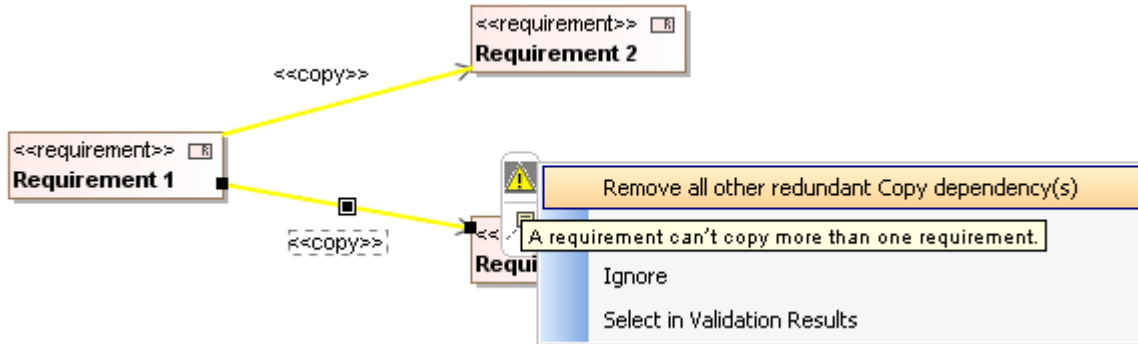 <<requirement>>
Requirement 2
<<copy>>
<<requirement>>
Requirement 1
Remove all other redundant Copy dependency(s)
<<copy>>
<<
A requirement can't copy more than one requirement.
Requi
Ignore
Select in Validation Results